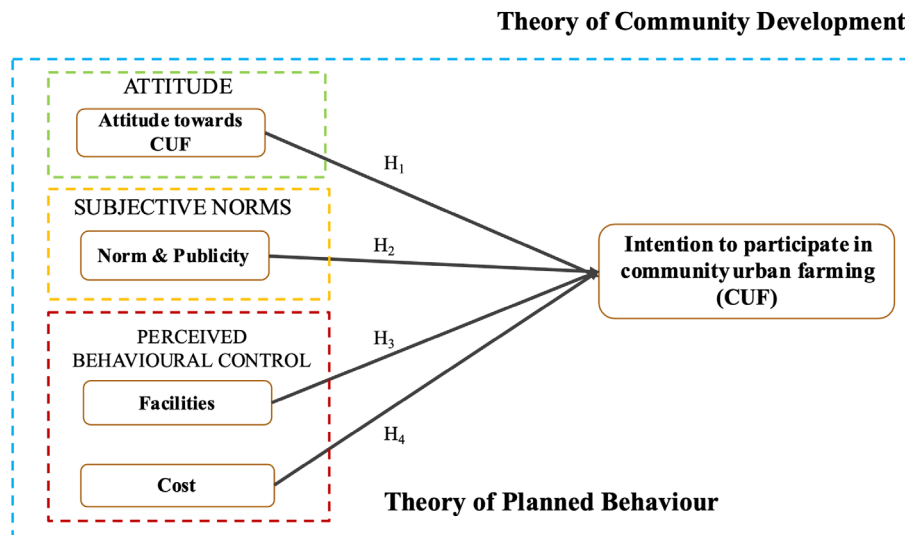 Theory of Community Development
ATTITUDE
Attitude towards
CUF
H1
SUBJECTIVE NORMS
Norm & Publicity
H2
Intention to participate in
community urban farming
(CUF)
PERCEIVED
BEHAVIOURAL CONTROL
H3
Facilities
H4
Cost
Theory of Planned Behaviour